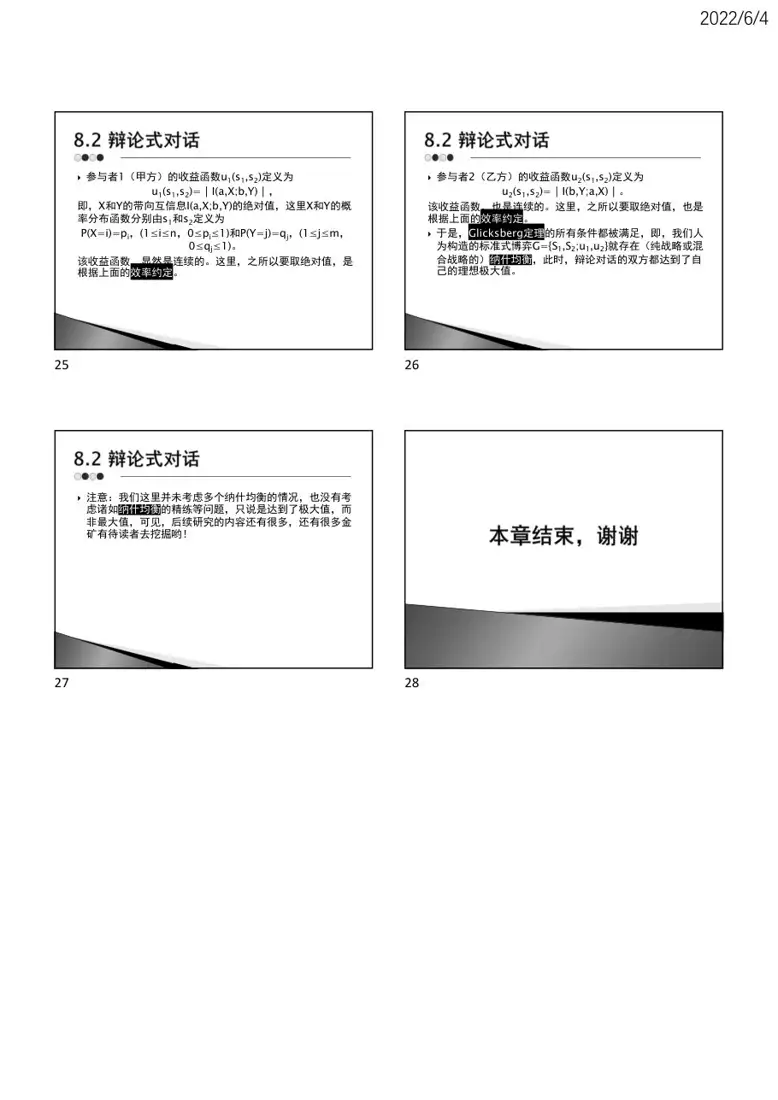 2022/6/4
8.2 辩论式对话
参与者1（甲方）的收益函数u₁(s₁,s₂)定义为
u₁(s₁,s₂)=｜I(a,X;b,Y)｜,
即，X和Y的带向互信息I(a,X;b,Y)的绝对值，这里X和Y的概
率分布函数分别由s₁和s₂定义为
P(X=i)=pᵢ，(1≤i≤n，0≤pᵢ≤1)和P(Y=j)=qⱼ，(1≤j≤m，
0≤qⱼ≤1)。
该收益函数，显然是连续的。这里，之所以要取绝对值，是
根据上面的效率约定。
25
8.2 辩论式对话
参与者2（乙方）的收益函数u₂(s₁,s₂)定义为
u₂(s₁,s₂)=｜I(b,Y;a,X)｜。
该收益函数，也是连续的。这里，之所以要取绝对值，也是
根据上面的效率约定。
于是，Glicksberg定理的所有条件都被满足，即，我们人
为构造的标准式博弈G={S₁,S₂;u₁,u₂}就存在（纯战略或混
合战略的）纳什均衡，此时，辩论对话的双方都达到了自
己的理想极大值。
26
8.2 辩论式对话
注意：我们这里并未考虑多个纳什均衡的情况，也没有考
虑诸如纳什均衡的精练等问题，只说是达到了极大值，而
非最大值，可见，后续研究的内容还有很多，还有很多金
矿有待读者去挖掘哟！
27
本章结束，谢谢
28